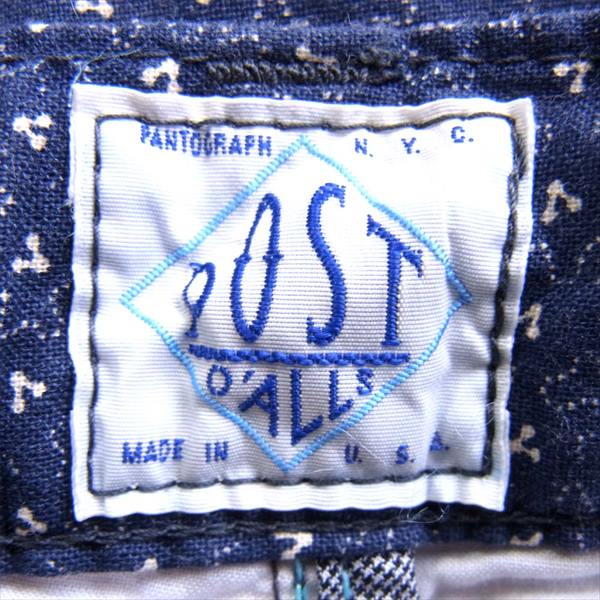 PANTOGRAPH N. Y. C.
POST
O'ALLS
MADE IN U. S. A.